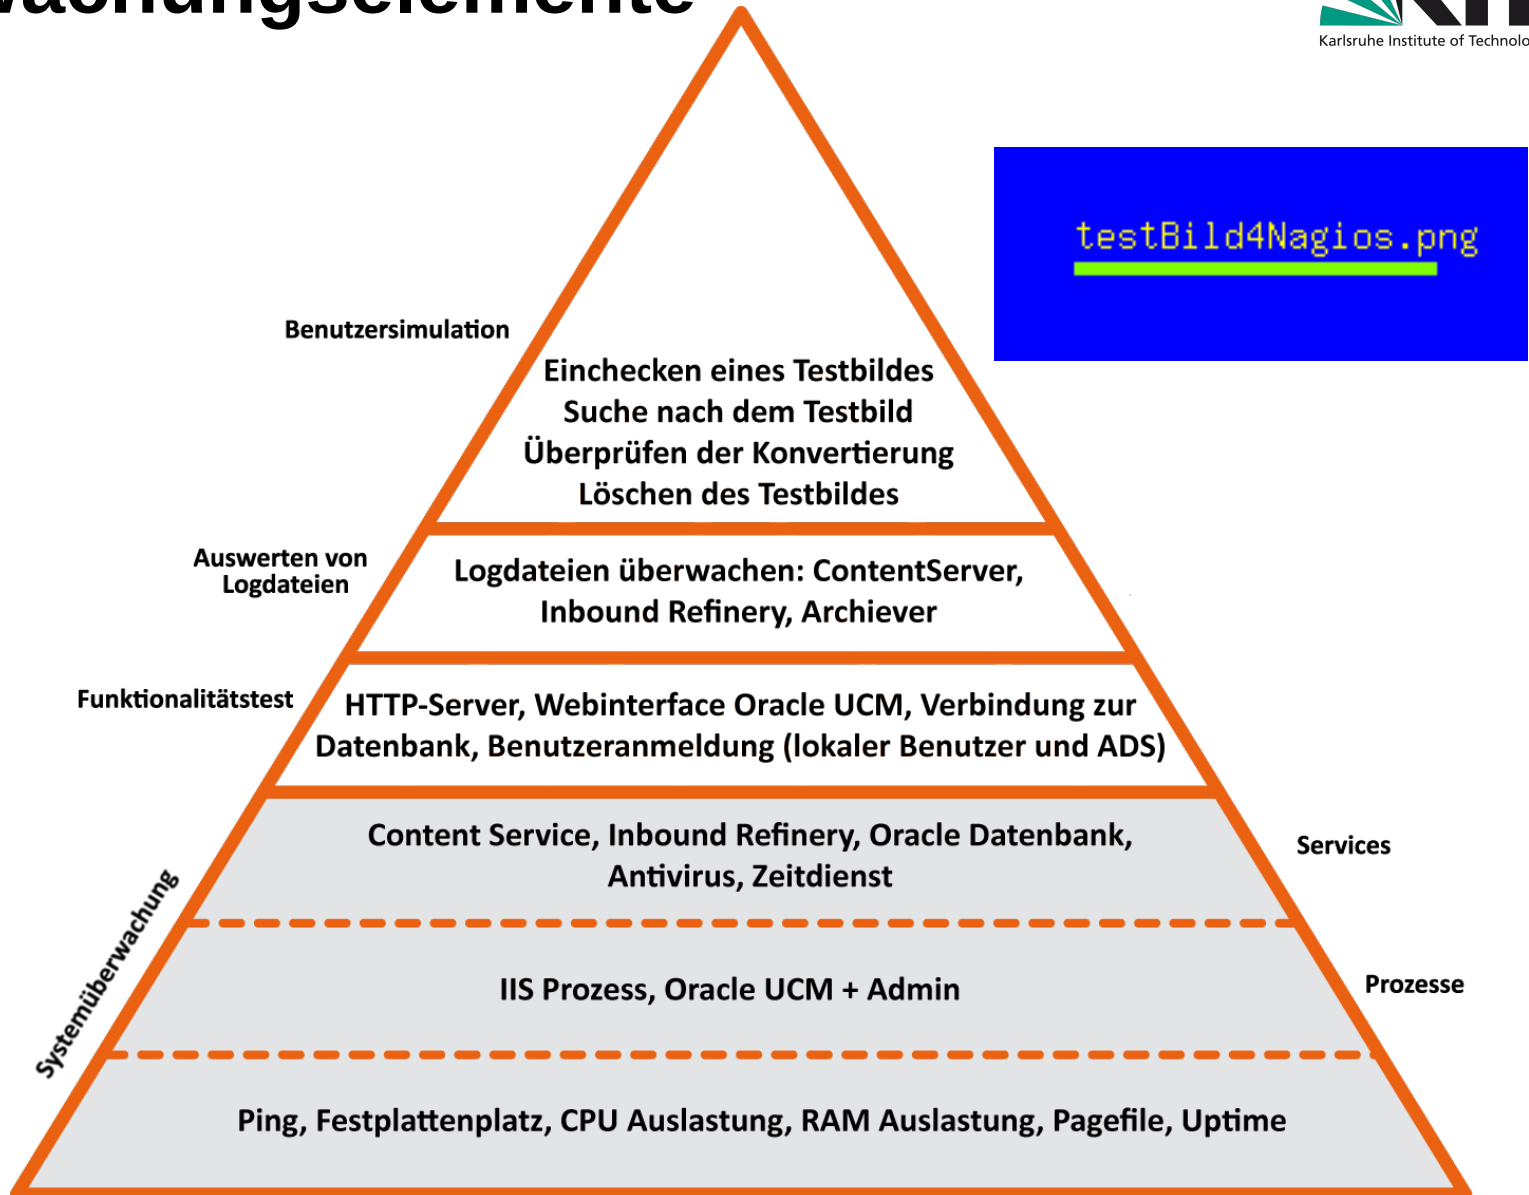 Karlsruhe Institute of
testBild4Nagios.png
Benutzersimulation
Einchecken eines Testbildes
Suche nach dem Testbild
Überprüfen der Konvertierung
Löschen des Testbildes
Auswerten von
Logdateien
Logdateien überwachen: ContentServer,
Inbound Refinery, Archiever
Funktionalitätstest
HTTP-Server, Webinterface Oracle UCM, Verbindung zur
Datenbank, Benutzeranmeldung (lokaler Benutzer und ADS)
Systemüberwachung
Content Service, Inbound Refinery, Oracle Datenbank,
Antivirus, Zeitdienst
Services
IIS Prozess, Oracle UCM + Admin
Prozesse
Ping, Festplattenplatz, CPU Auslastung, RAM Auslastung, Pagefile, Uptime